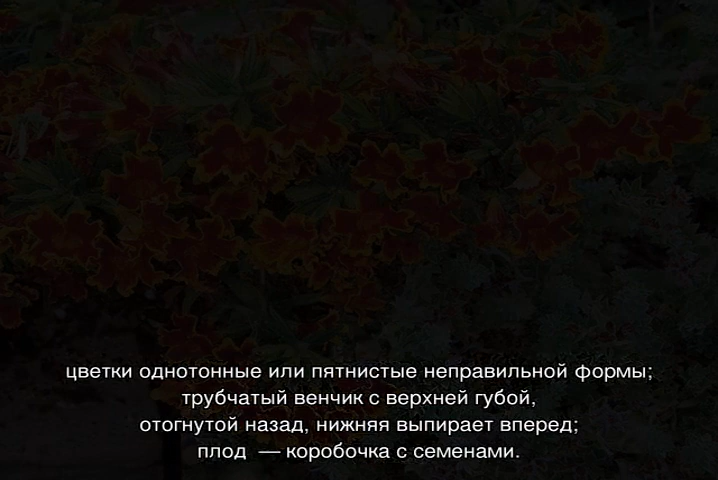 цветки однотонные или пятнистые неправильной формы;
трубчатый венчик с верхней губой,
отогнутой назад, нижняя выпирает вперед;
плод — коробочка с семенами.